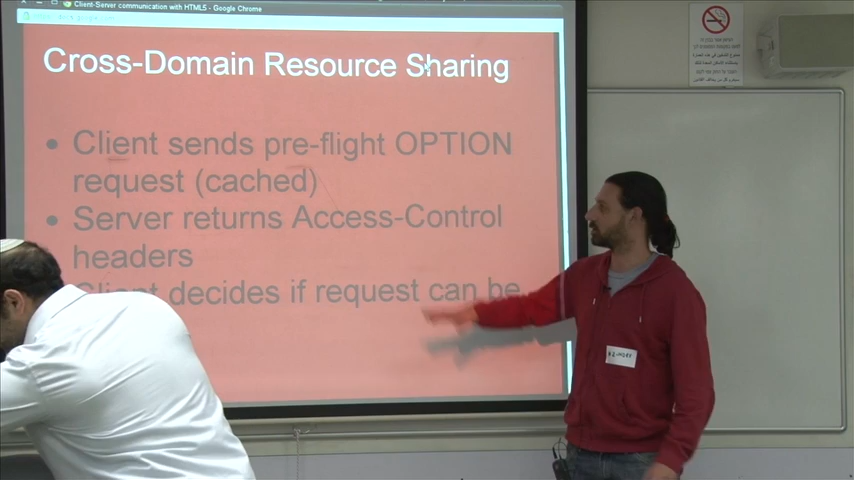 Client-Server communication with HTML5 - Google Chrome
Cross-Domain Resource Sharing
• Client sends pre-flight OPTION
request (cached)
• Server returns Access-Control
headers
Client decides if request can be